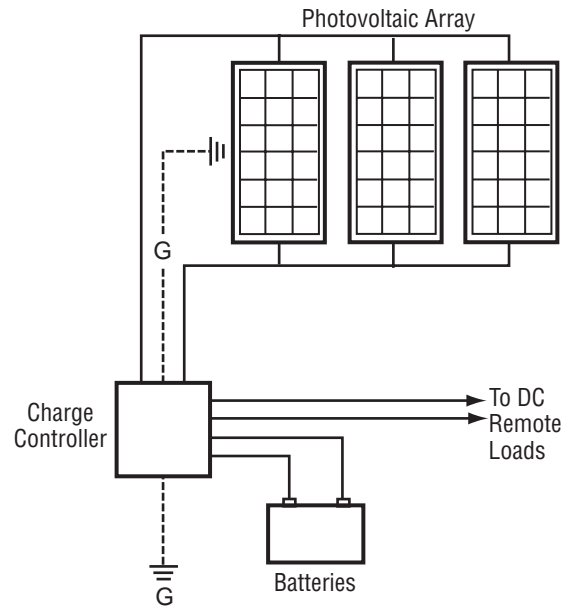 Photovoltaic Array
G
Charge
Controller
To DC
Remote
Loads
Batteries
G